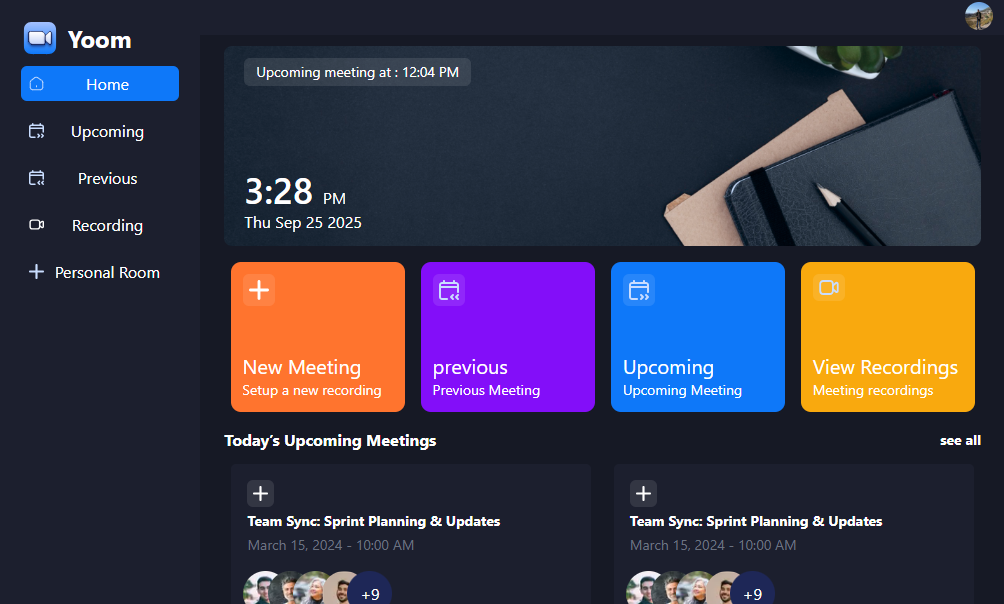 Yoom
Home
Upcoming
Previous
Recording
Personal Room
Upcoming meeting at : 12:04 PM
3:28 PM
Thu Sep 25 2025
New Meeting
Setup a new recording
previous
Previous Meeting
Upcoming
Upcoming Meeting
View Recordings
Meeting recordings
Today’s Upcoming Meetings
see all
Team Sync: Sprint Planning & Updates
March 15, 2024 - 10:00 AM
+9
Team Sync: Sprint Planning & Updates
March 15, 2024 - 10:00 AM
+9